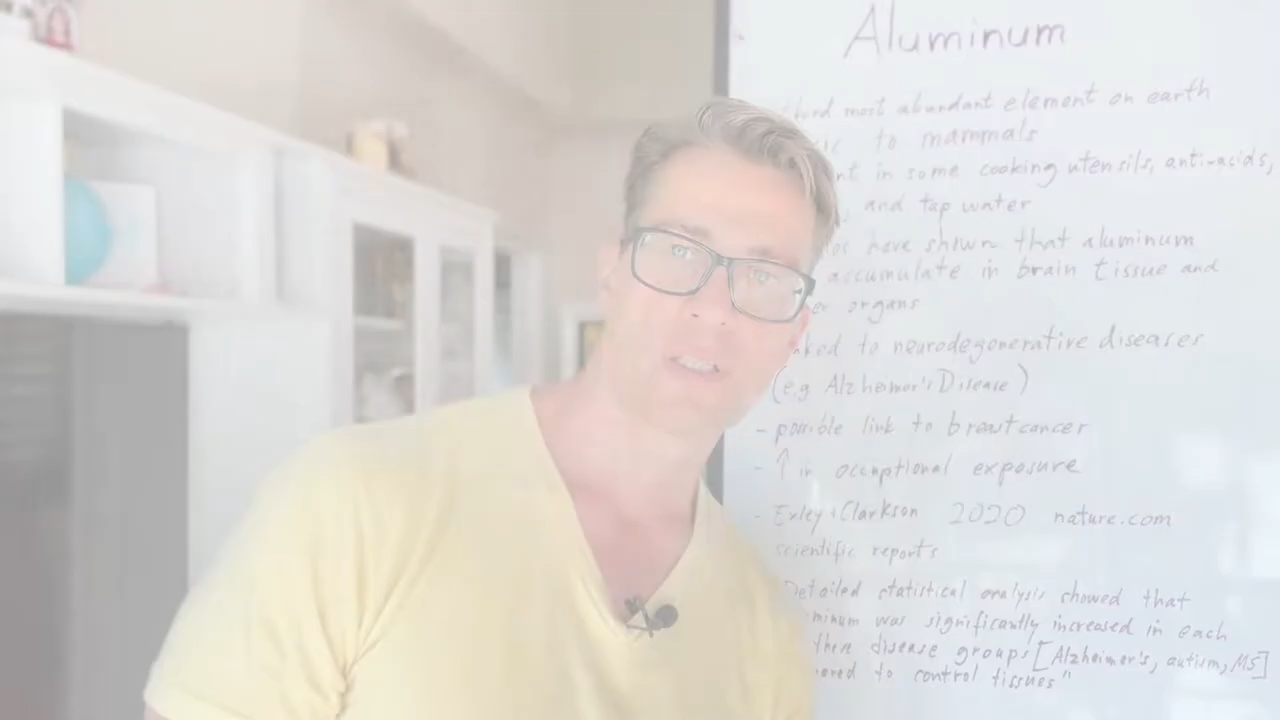 Aluminum
third most abundant element on earth
to mammals
in some cooking utensils, anti-acids,
and tap water
have shown that aluminum
accumulate in brain tissue and
organs
to neurodegenerative diseases
(e.g Alzheimer's Disease)
- possible link to breast cancer
- ↑ in occuptional exposure
- Exley + Clarkson 2020 nature.com
scientific reports
Detailed statistical analysis showed that
was significantly increased in each
disease groups [Alzheimer's, autism, MS]
to control tissues"